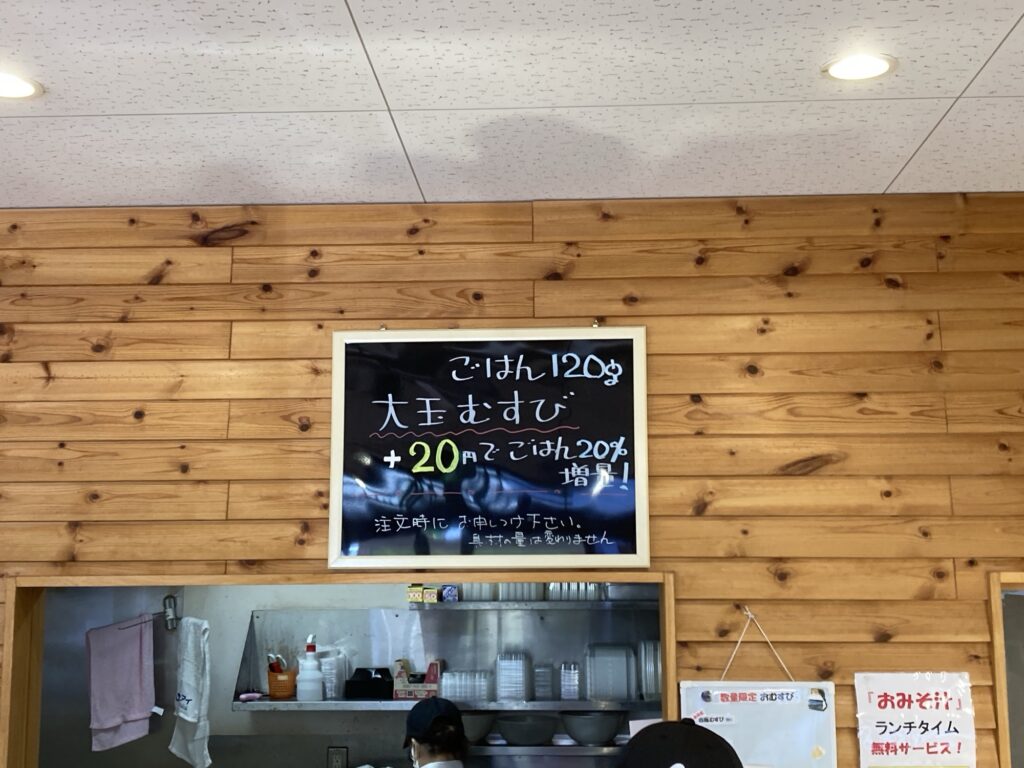 ごはん120g
大玉むすび
+20円でごはん20%
増量!
注文時にお申しつけ下さい。
具材の量は変わりません
数量限定 おむすび
『おみそ汁』
ランチタイム
無料サービス!